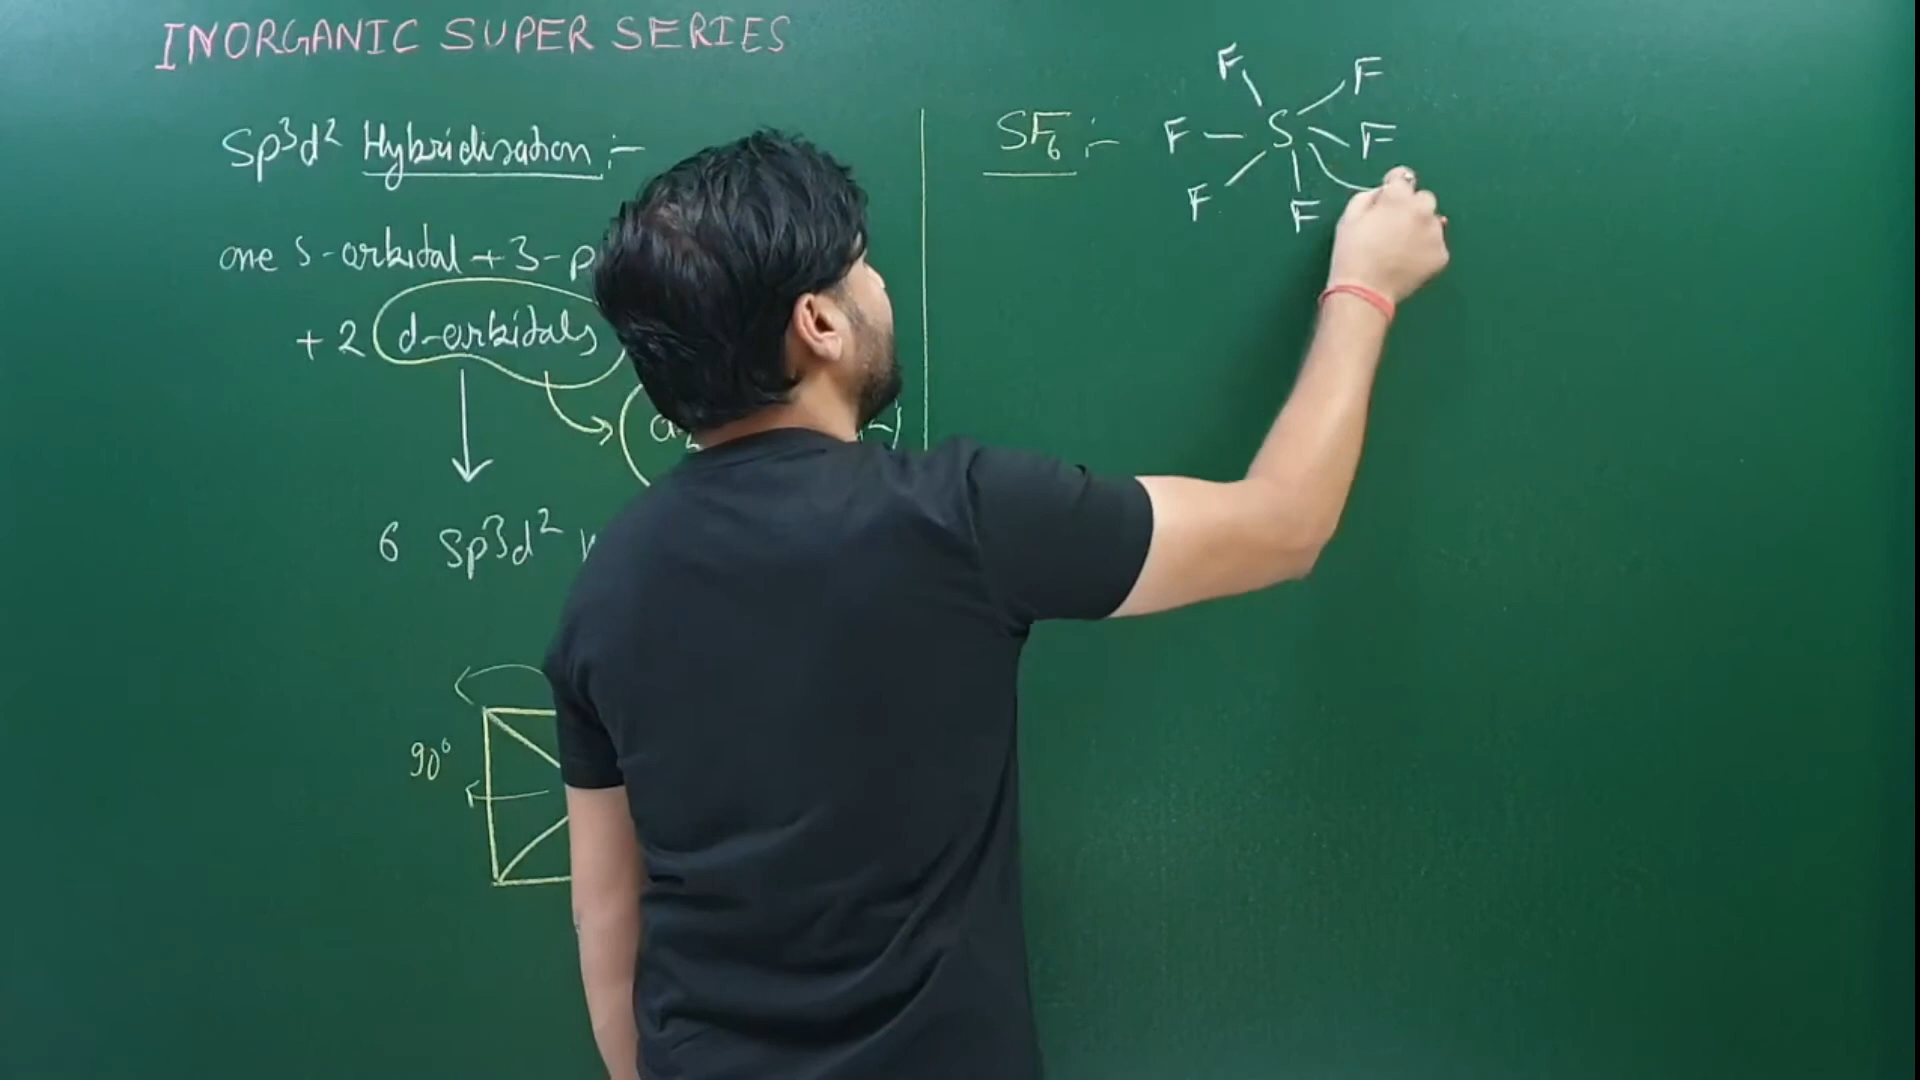 INORGANIC SUPER SERIES
Sp³d² Hybridisation :-
one s-orbital + 3-p
+ 2 d-orbitals
6 Sp³d²
90°
SF₆ :-
F F
F S F
F F